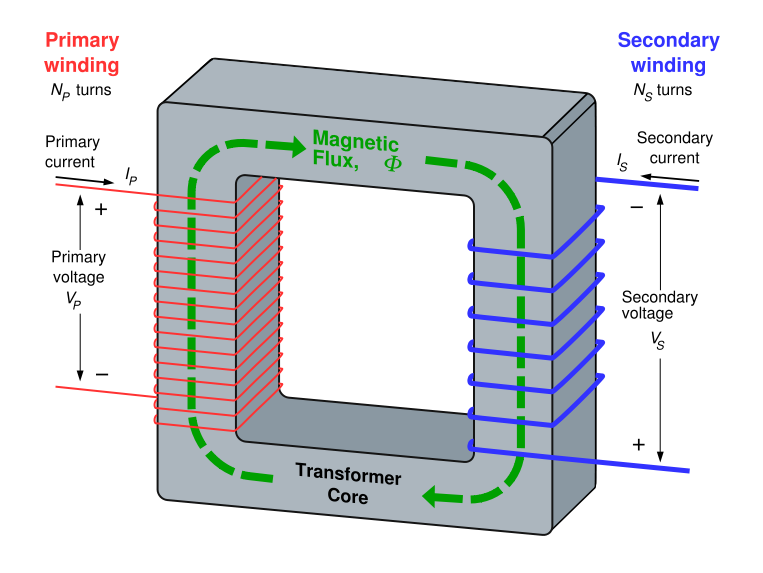 Primary
winding
N_P turns
Secondary
winding
N_S turns
Primary
current
I_P
Magnetic
Flux, Φ
I_S
Secondary
current
+
−
Primary
voltage
V_P
−
Secondary
voltage
V_S
+
Transformer
Core